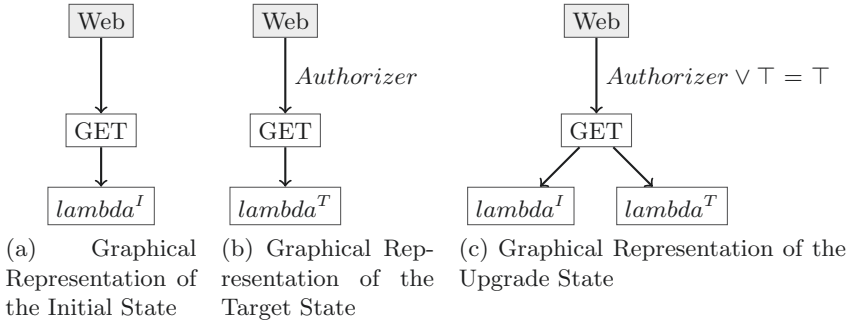 Web
GET
lambda^I
(a) Graphical
Representation of
the Initial State
Web
Authorizer
GET
lambda^T
(b) Graphical Rep-
resentation of the
Target State
Web
Authorizer ∨ ⊤ = ⊤
GET
lambda^I lambda^T
(c) Graphical Representation of the
Upgrade State